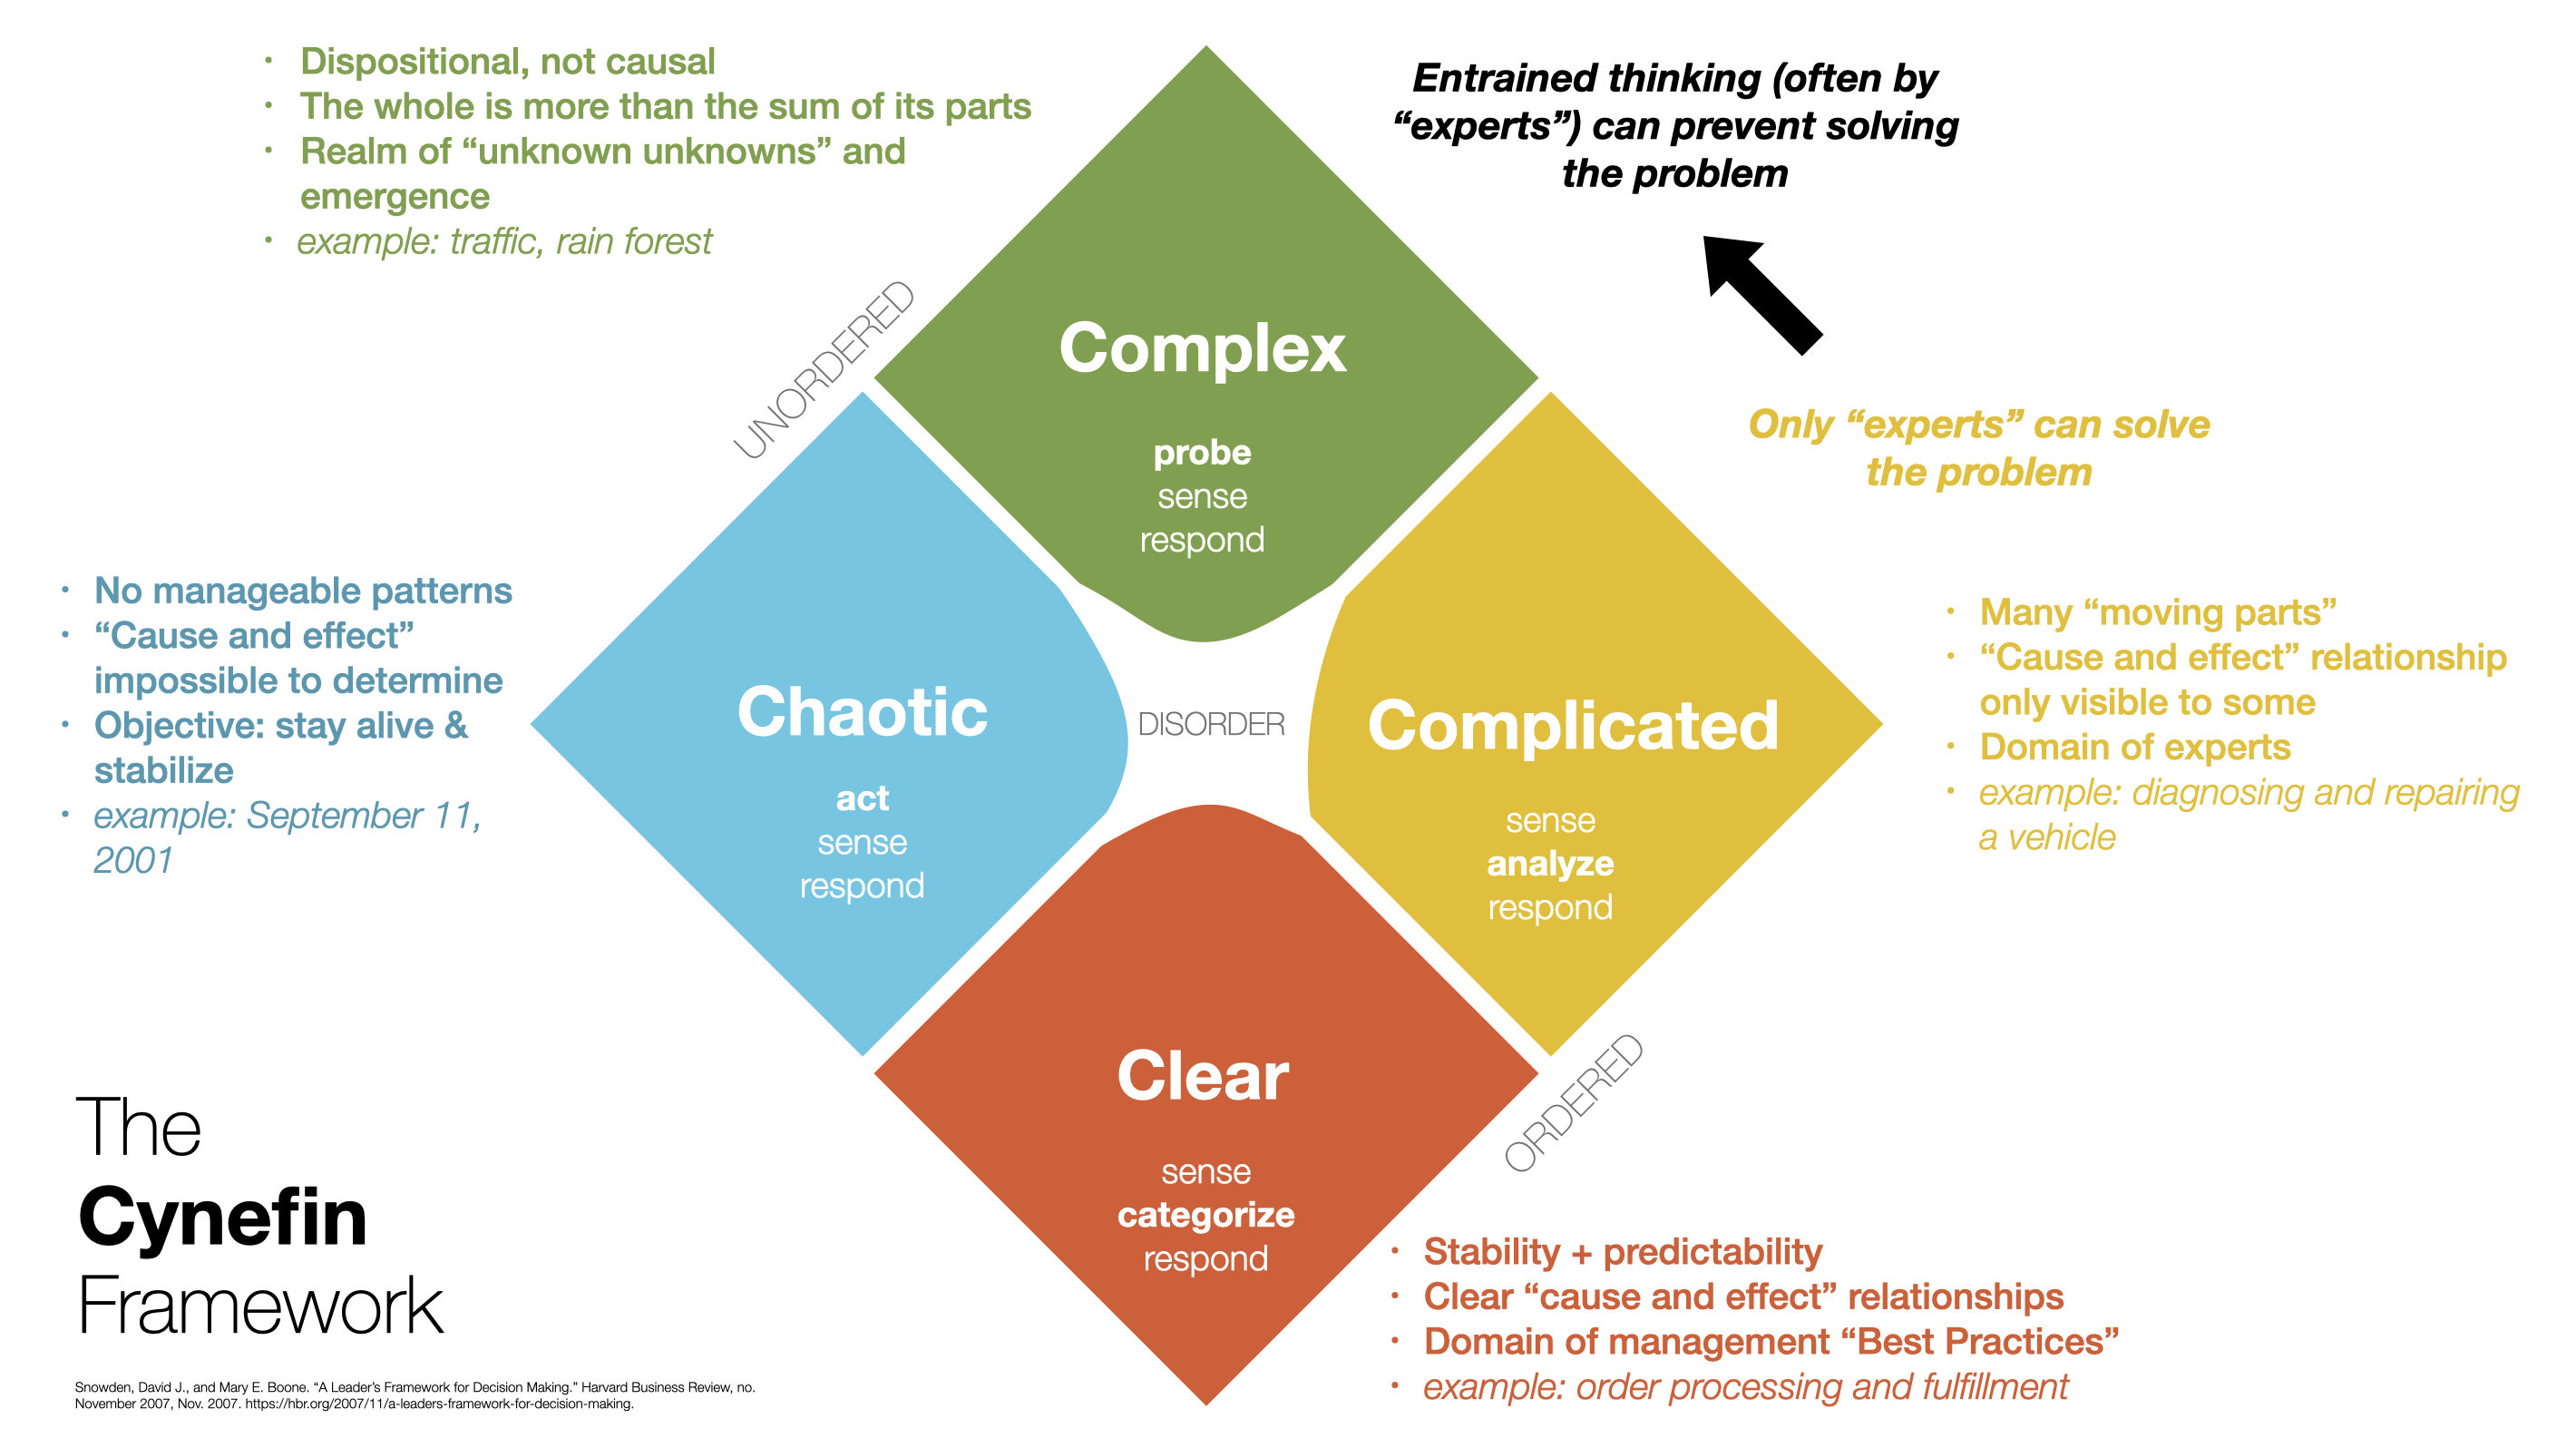 • Dispositional, not causal
• The whole is more than the sum of its parts
• Realm of “unknown unknowns” and
emergence
• example: traffic, rain forest
Entrained thinking (often by
“experts”) can prevent solving
the problem
UNORDERED
Complex
probe
sense
respond
Only “experts” can solve
the problem
• No manageable patterns
• “Cause and effect”
impossible to determine
• Objective: stay alive &
stabilize
• example: September 11,
2001
Chaotic
act
sense
respond
DISORDER
Complicated
sense
analyze
respond
• Many “moving parts”
• “Cause and effect” relationship
only visible to some
• Domain of experts
• example: diagnosing and repairing
a vehicle
Clear
sense
categorize
respond
ORDERED
• Stability + predictability
• Clear “cause and effect” relationships
• Domain of management “Best Practices”
• example: order processing and fulfillment
The
Cynefin
Framework
Snowden, David J., and Mary E. Boone. “A Leader’s Framework for Decision Making.” Harvard Business Review, no.
November 2007, Nov. 2007. https://hbr.org/2007/11/a-leaders-framework-for-decision-making.